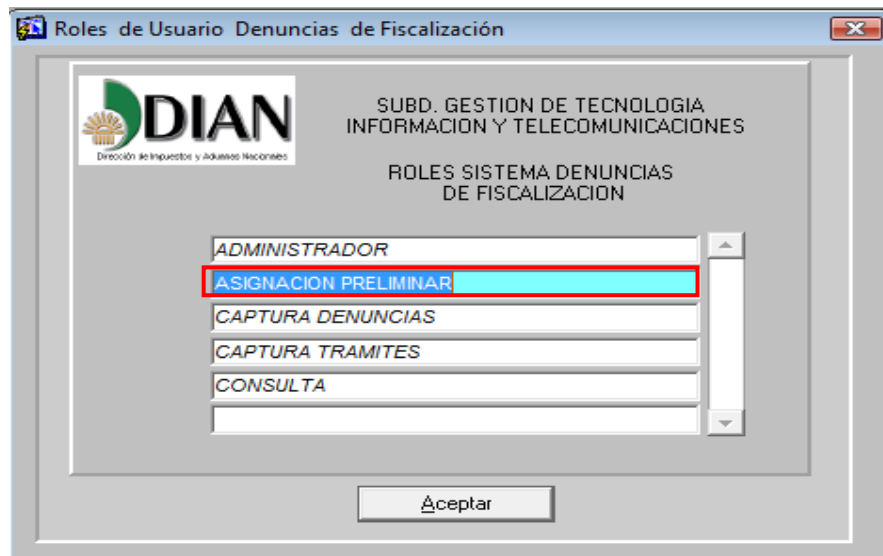 Roles de Usuario Denuncias de Fiscalización
DIAN
Dirección de Impuestos y Aduanas Nacionales
SUBD. GESTION DE TECNOLOGIA
INFORMACION Y TELECOMUNICACIONES
ROLES SISTEMA DENUNCIAS
DE FISCALIZACION
ADMINISTRADOR
ASIGNACION PRELIMINAR
CAPTURA DENUNCIAS
CAPTURA TRAMITES
CONSULTA
Aceptar